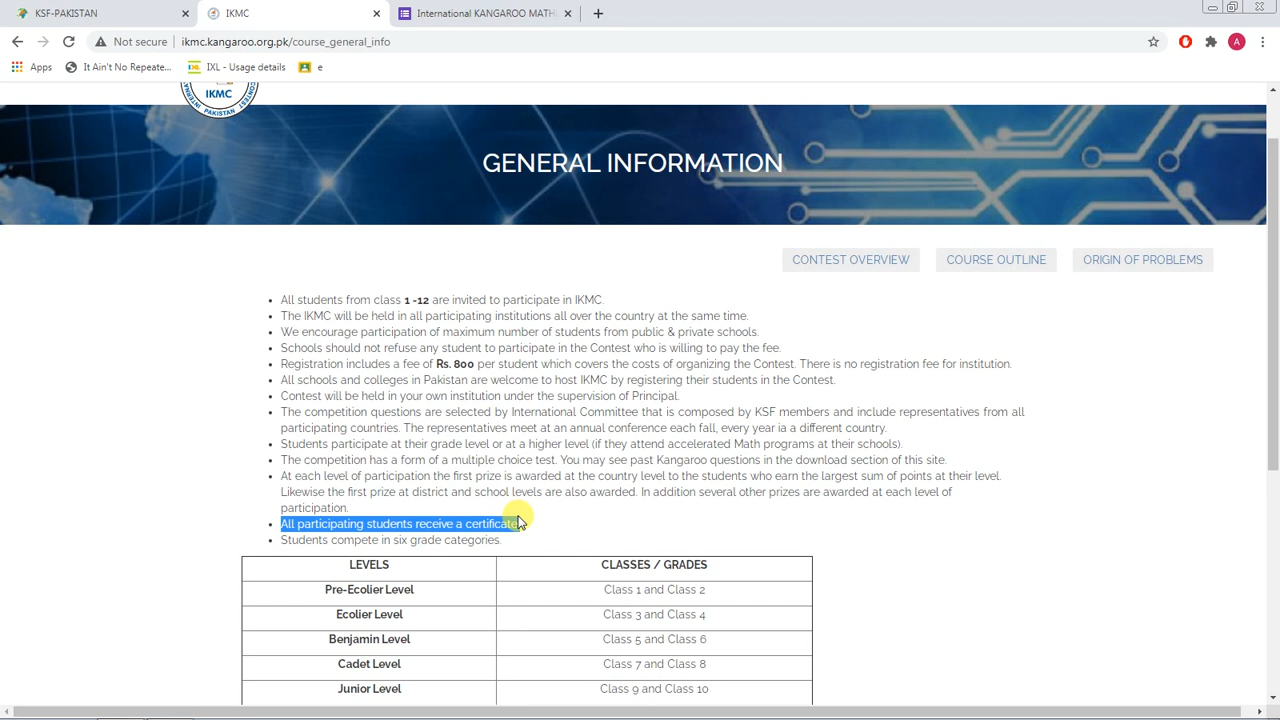 KSF-PAKISTAN
IKMC
International KANGAROO MATH
Not secure
ikmc.kangaroo.org.pk/course_general_info
A
Apps
It Ain't No Repeate...
IXL - Usage details
e
IKMC
PAKISTAN
GENERAL INFORMATION
CONTEST OVERVIEW
COURSE OUTLINE
ORIGIN OF PROBLEMS
• All students from class 1 -12 are invited to participate in IKMC.
• The IKMC will be held in all participating institutions all over the country at the same time.
• We encourage participation of maximum number of students from public & private schools.
• Schools should not refuse any student to participate in the Contest who is willing to pay the fee.
• Registration includes a fee of Rs. 800 per student which covers the costs of organizing the Contest. There is no registration fee for institution.
• All schools and colleges in Pakistan are welcome to host IKMC by registering their students in the Contest.
• Contest will be held in your own institution under the supervision of Principal.
• The competition questions are selected by International Committee that is composed by KSF members and include representatives from all
participating countries. The representatives meet at an annual conference each fall, every year ia a different country.
• Students participate at their grade level or at a higher level (if they attend accelerated Math programs at their schools).
• The competition has a form of a multiple choice test. You may see past Kangaroo questions in the download section of this site.
• At each level of participation the first prize is awarded at the country level to the students who earn the largest sum of points at their level.
Likewise the first prize at district and school levels are also awarded. In addition several other prizes are awarded at each level of
participation.
• All participating students receive a certificate
• Students compete in six grade categories.
LEVELS CLASSES / GRADES
Pre-Ecolier Level Class 1 and Class 2
Ecolier Level Class 3 and Class 4
Benjamin Level Class 5 and Class 6
Cadet Level Class 7 and Class 8
Junior Level Class 9 and Class 10